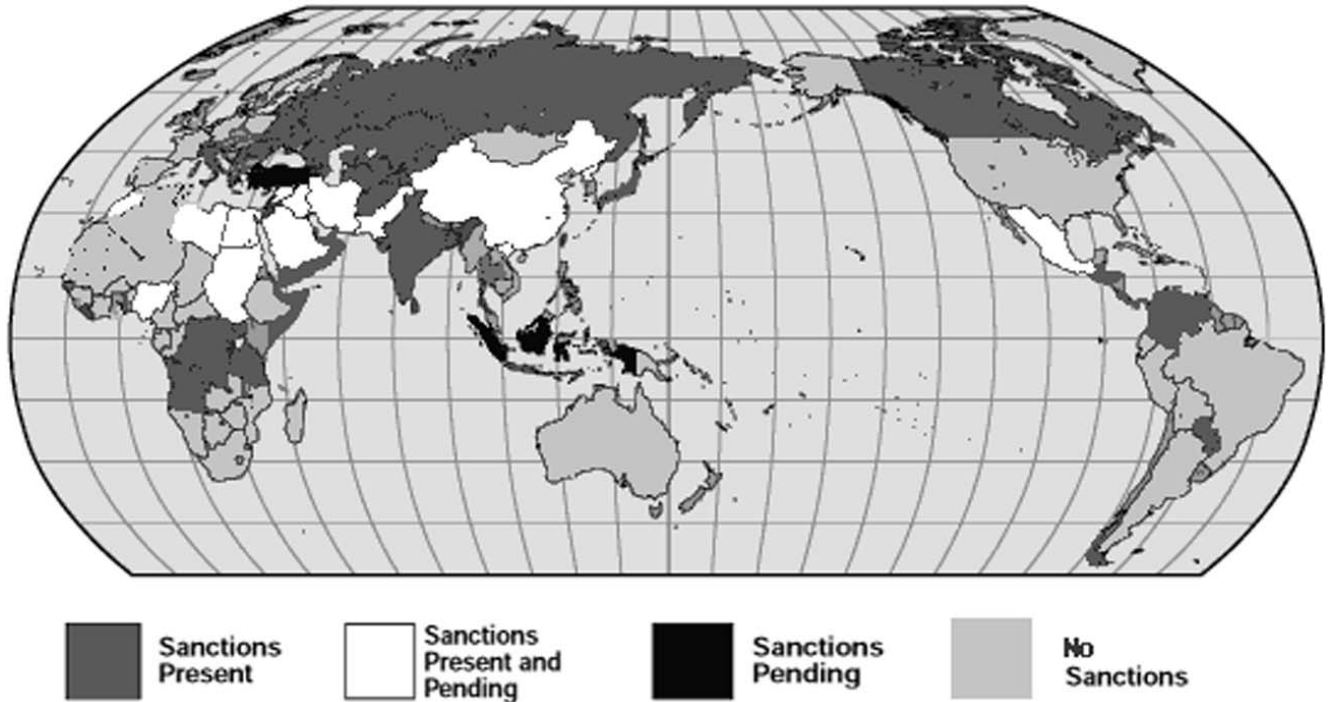 Sanctions
Present
Sanctions
Present and
Pending
Sanctions
Pending
No
Sanctions